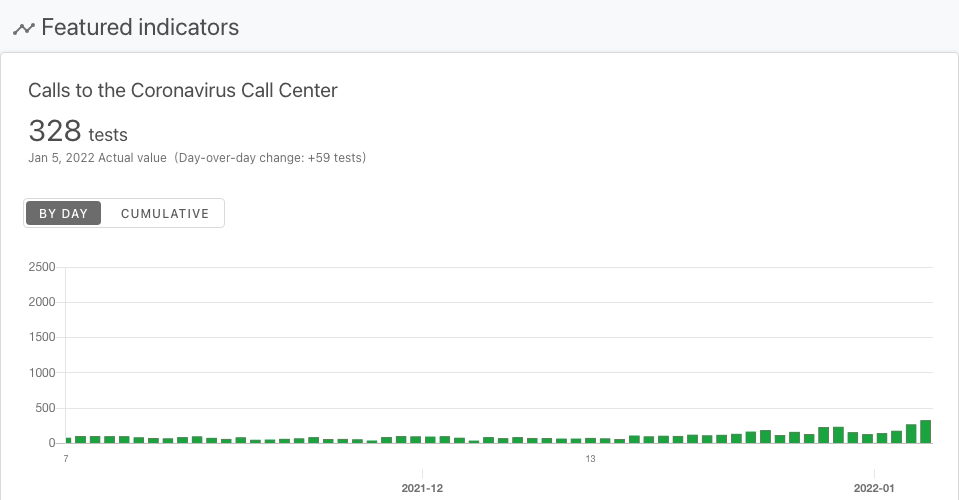 Featured indicators
Calls to the Coronavirus Call Center
328 tests
Jan 5, 2022 Actual value (Day-over-day change: +59 tests)
BY DAY CUMULATIVE
2500
2000
1500
1000
500
0
7 13
2021-12 2022-01